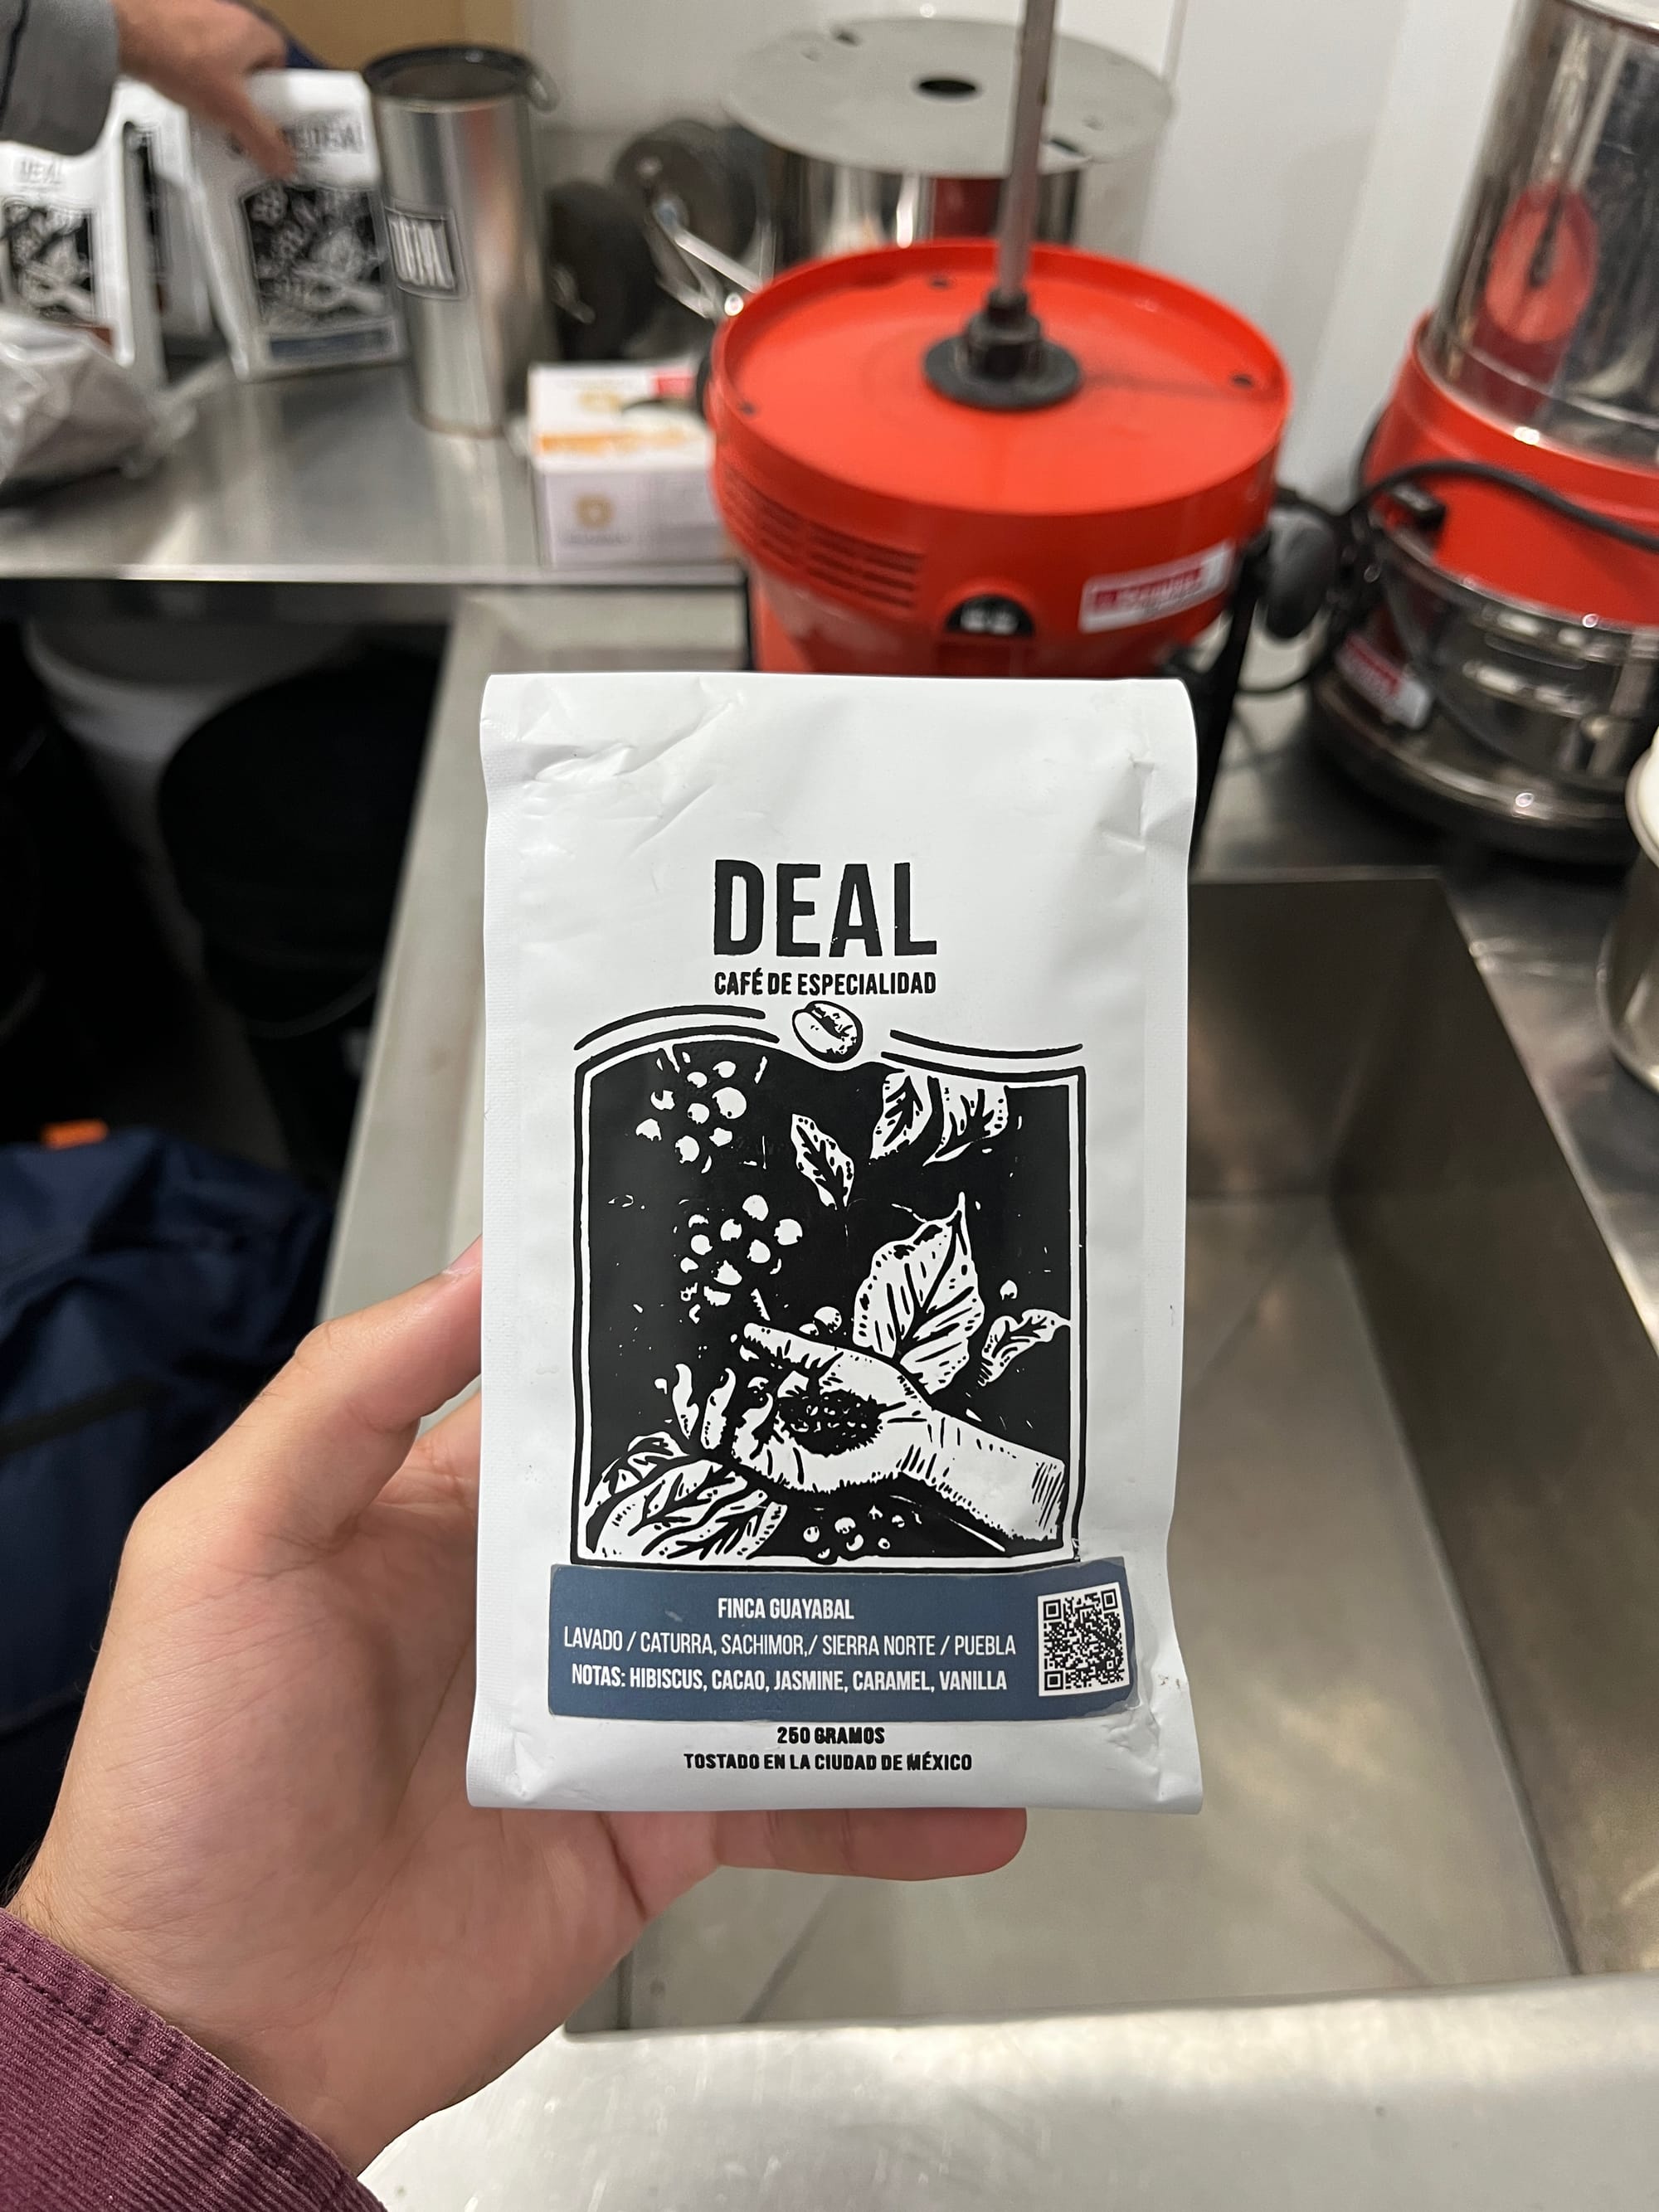 DEAL
CAFÉ DE ESPECIALIDAD
FINCA GUAYABAL
LAVADO / CATURRA, SACHIMOR,/ SIERRA NORTE / PUEBLA
NOTAS: HIBISCUS, CACAO, JASMINE, CARAMEL, VANILLA
250 GRAMOS
TOSTADO EN LA CIUDAD DE MÉXICO
DEAL